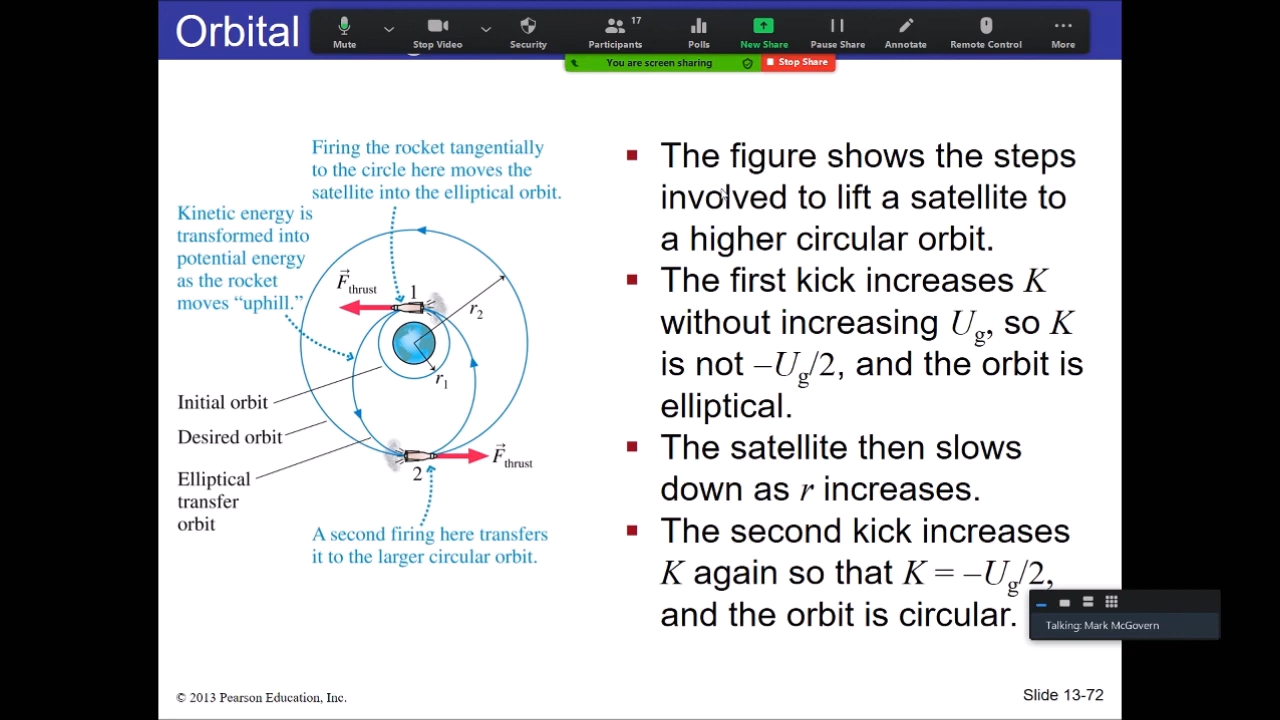 Orbital
Mute
Stop Video
Security
Participants
17
Polls
New Share
Pause Share
Annotate
Remote Control
More
You are screen sharing
Stop Share
Firing the rocket tangentially
to the circle here moves the
satellite into the elliptical orbit.
Kinetic energy is
transformed into
potential energy
as the rocket
moves “uphill.”
F⃗thrust
1
r2
r1
Initial orbit
Desired orbit
Elliptical
transfer
orbit
2
F⃗thrust
A second firing here transfers
it to the larger circular orbit.
The figure shows the steps
involved to lift a satellite to
a higher circular orbit.
The first kick increases K
without increasing Ug, so K
is not –Ug/2, and the orbit is
elliptical.
The satellite then slows
down as r increases.
The second kick increases
K again so that K = –Ug/2,
and the orbit is circular.
Talking: Mark McGovern
© 2013 Pearson Education, Inc.
Slide 13-72